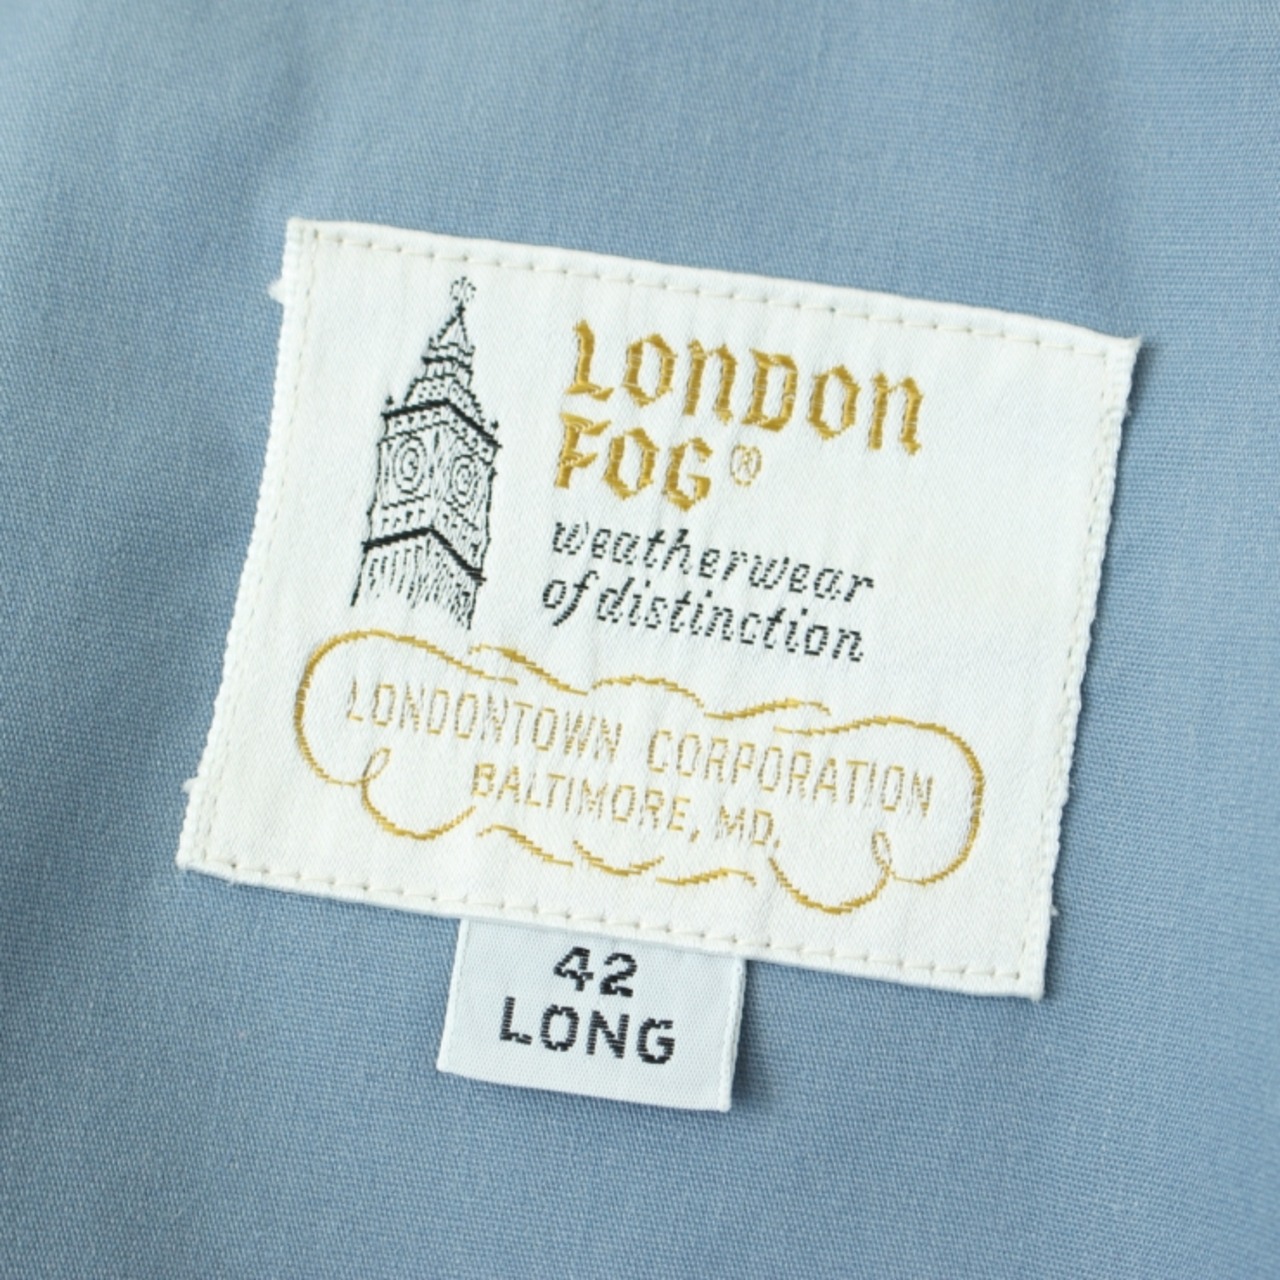 LONDON
FOG®
weatherwear
of distinction
LONDONTOWN CORPORATION
BALTIMORE, MD.
42
LONG